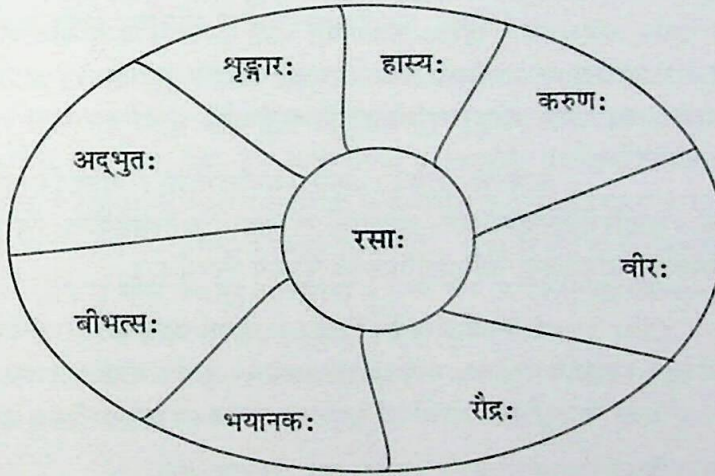 शृङ्गारः
हास्यः
करुणः
अद्‌भुतः
रसाः
वीरः
बीभत्सः
भयानकः
रौद्रः